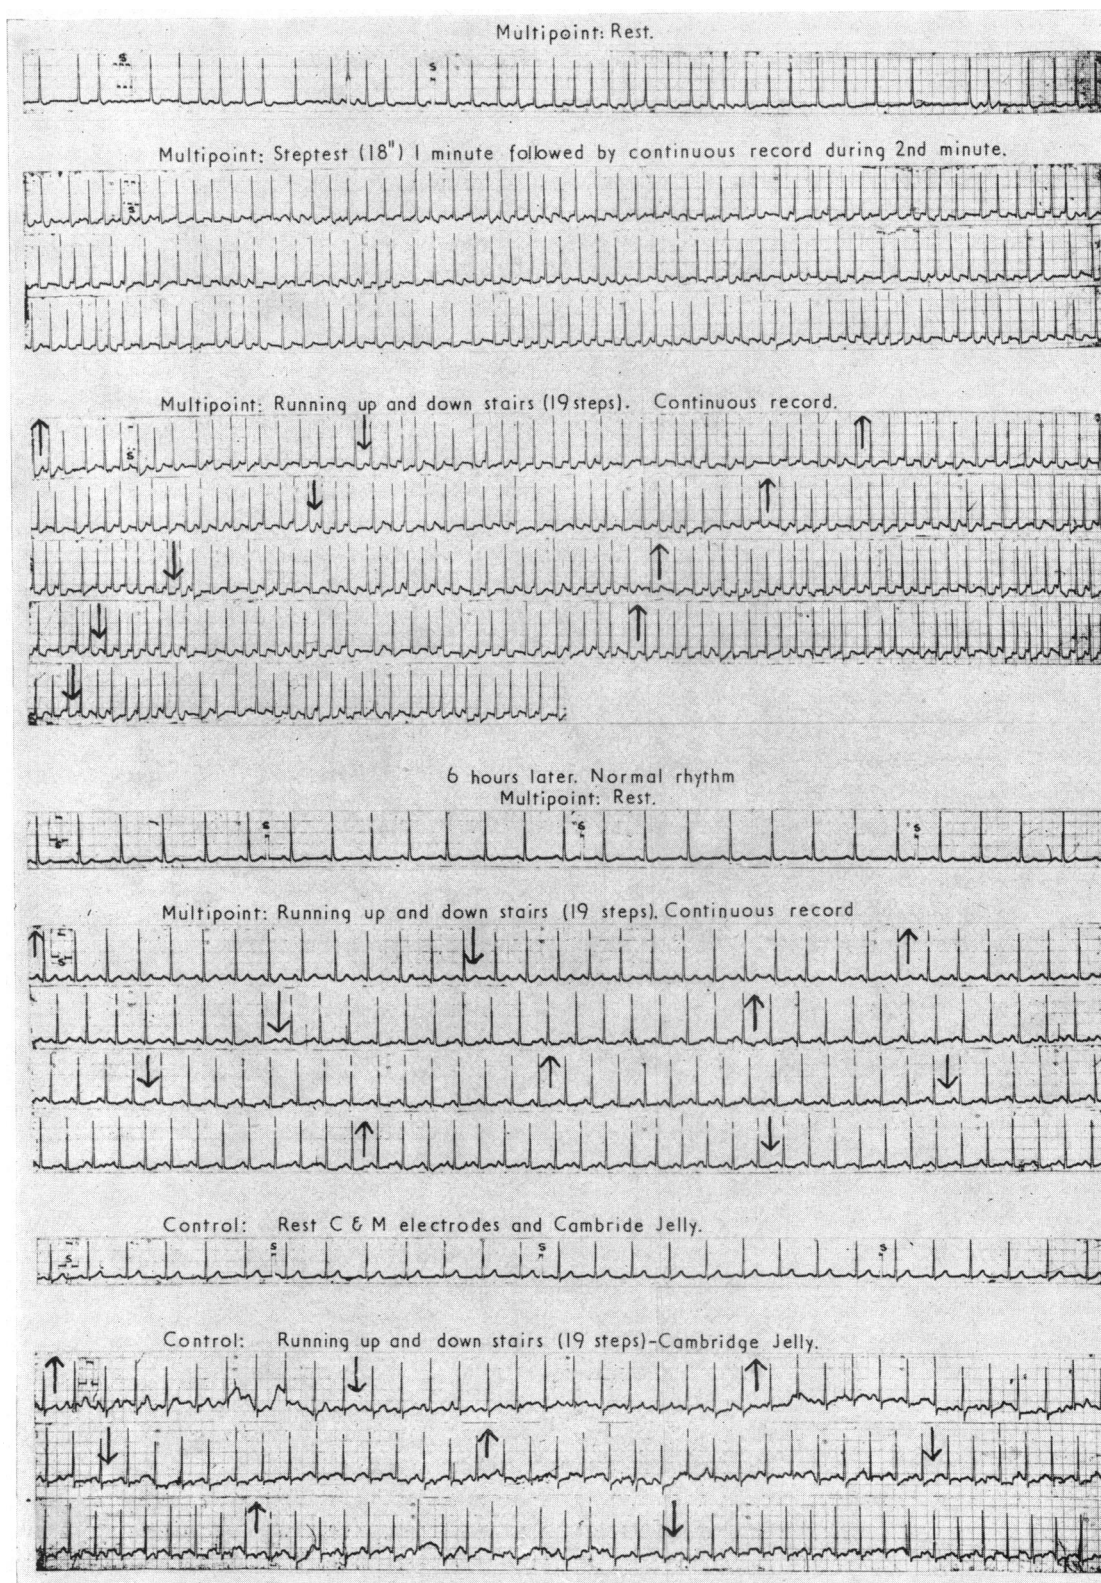 Multipoint: Rest.
S
S
Multipoint: Steptest (18") 1 minute followed by continuous record during 2nd minute.
S
Multipoint: Running up and down stairs (19 steps). Continuous record.
S
6 hours later. Normal rhythm
Multipoint: Rest.
S
S
S
S
Multipoint: Running up and down stairs (19 steps). Continuous record
S
Control: Rest C & M electrodes and Cambride Jelly.
S
S
S
S
Control: Running up and down stairs (19 steps)-Cambridge Jelly.